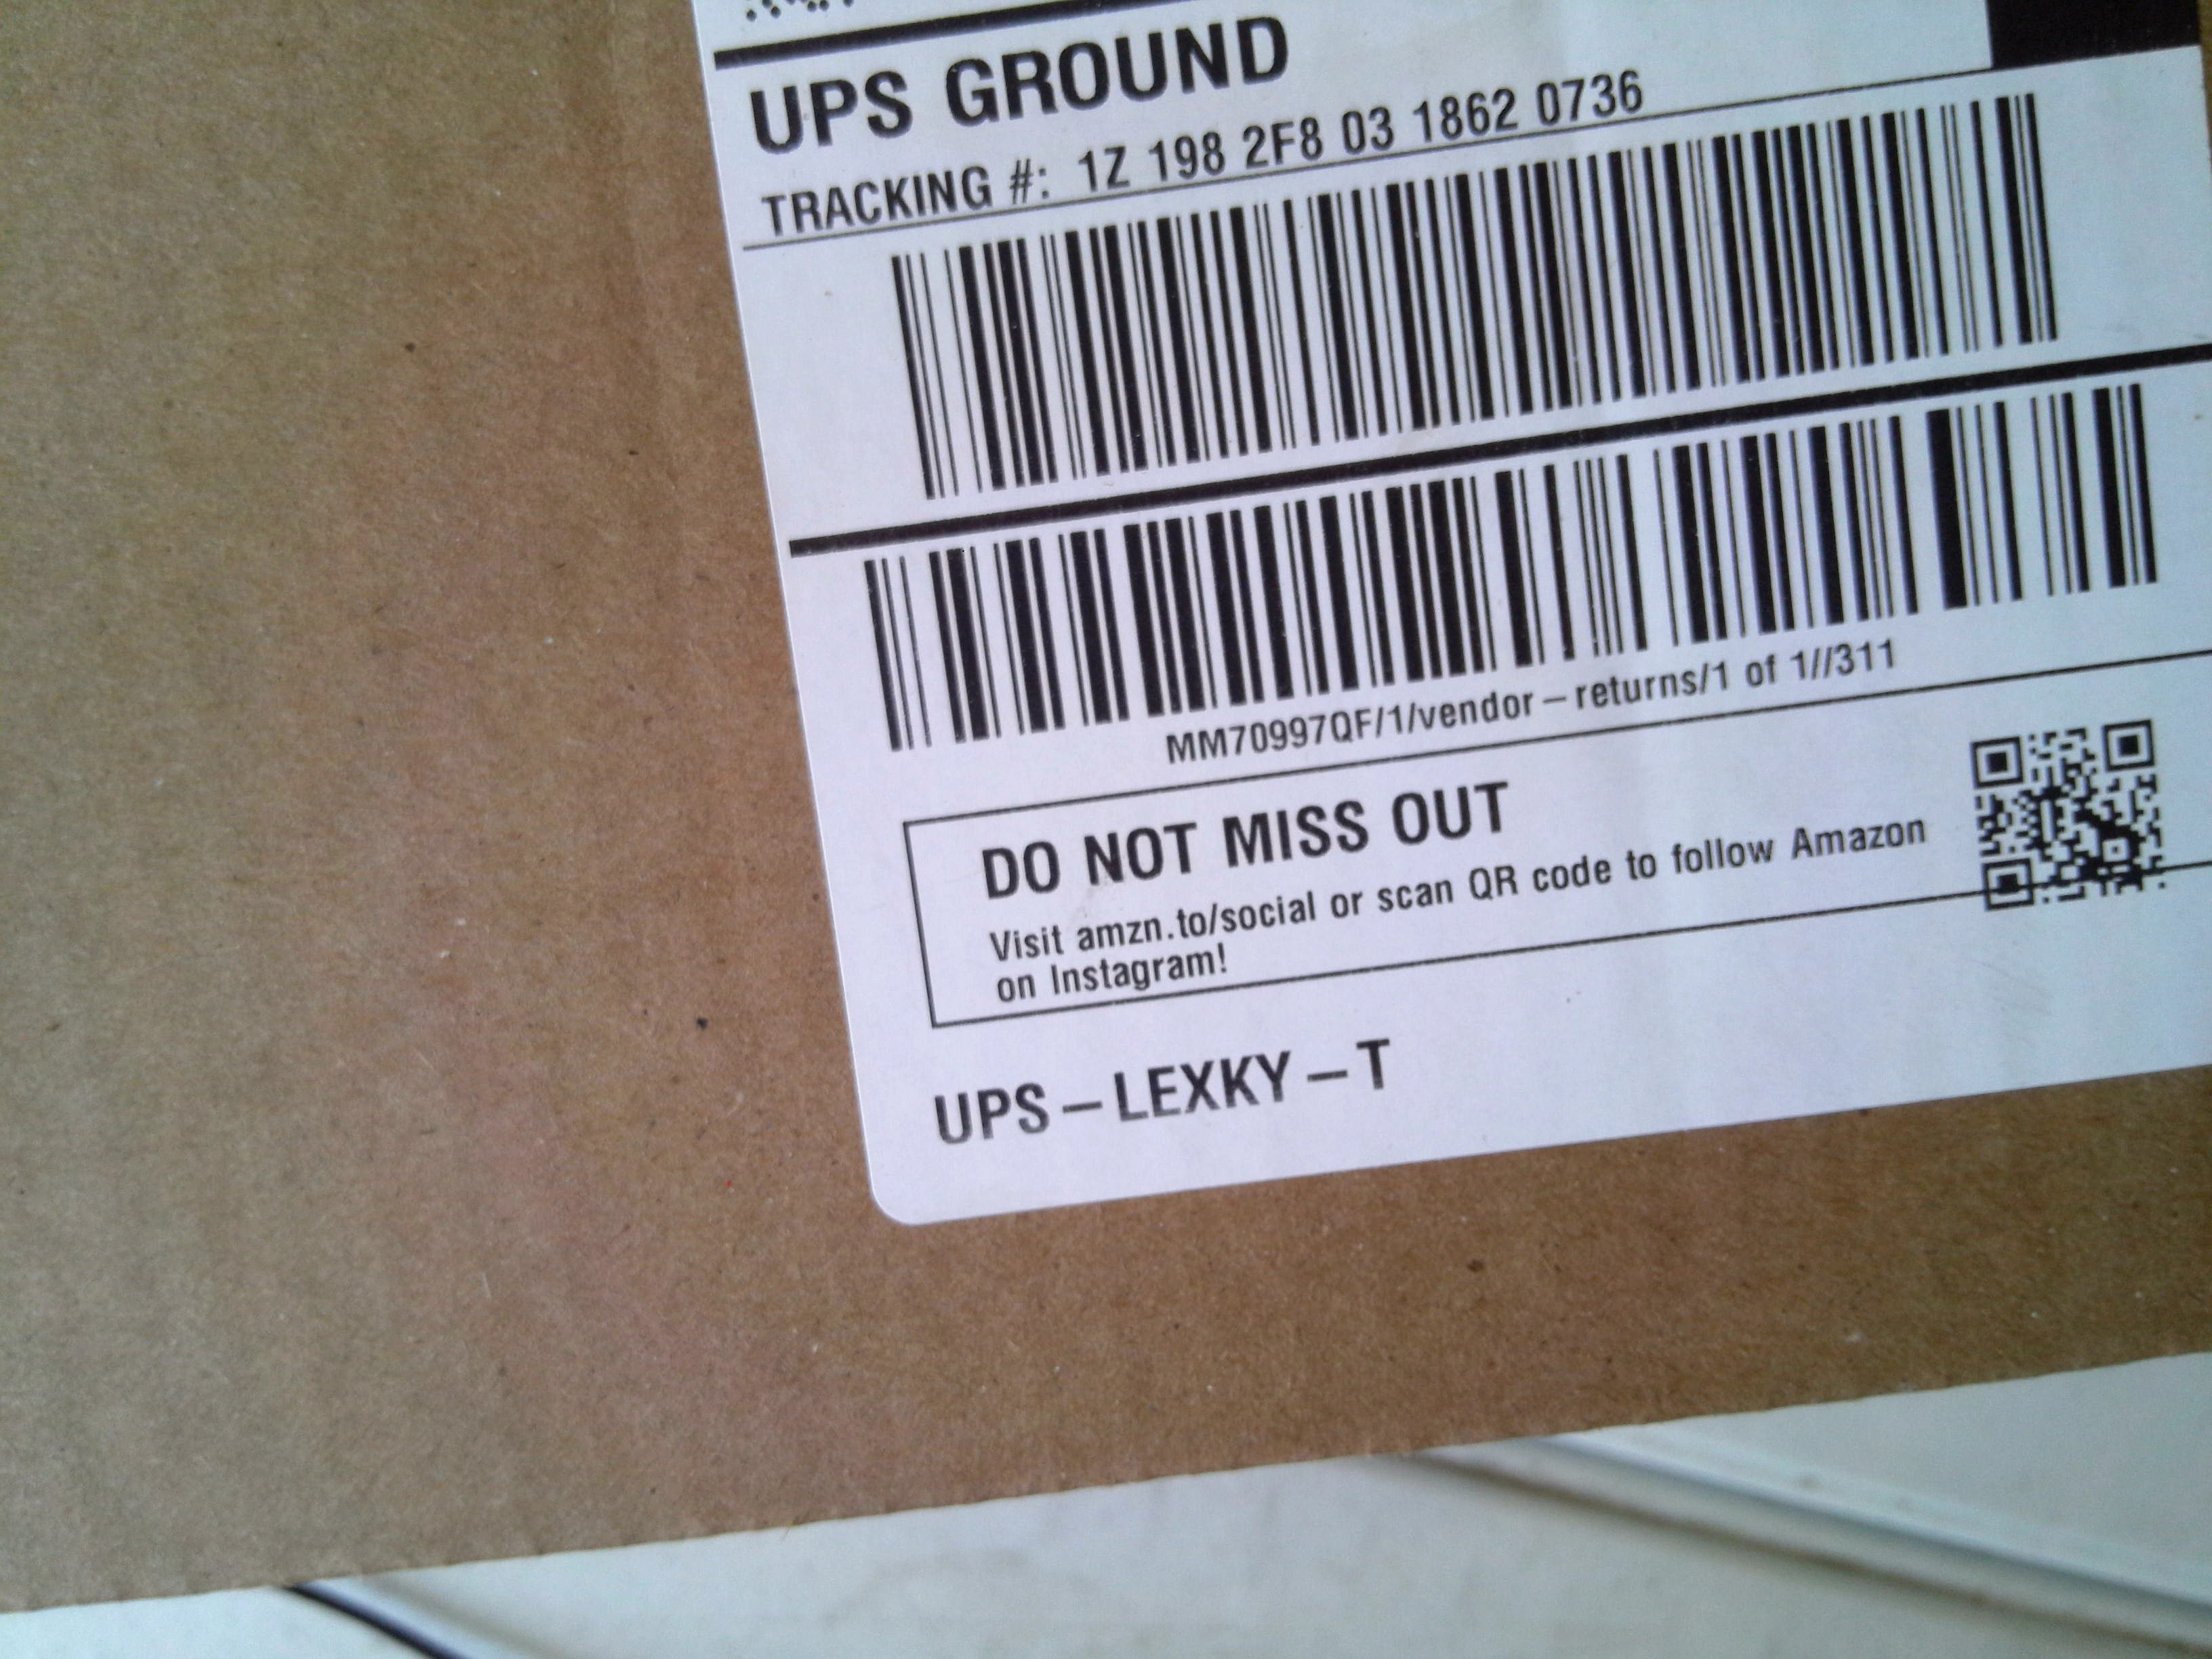 UPS GROUND
TRACKING #: 1Z 198 2F8 03 1862 0736
MM70997QF/1/vendor-returns/1 of 1//311
DO NOT MISS OUT
Visit amzn.to/social or scan QR code to follow Amazon
on Instagram!
UPS-LEXKY-T